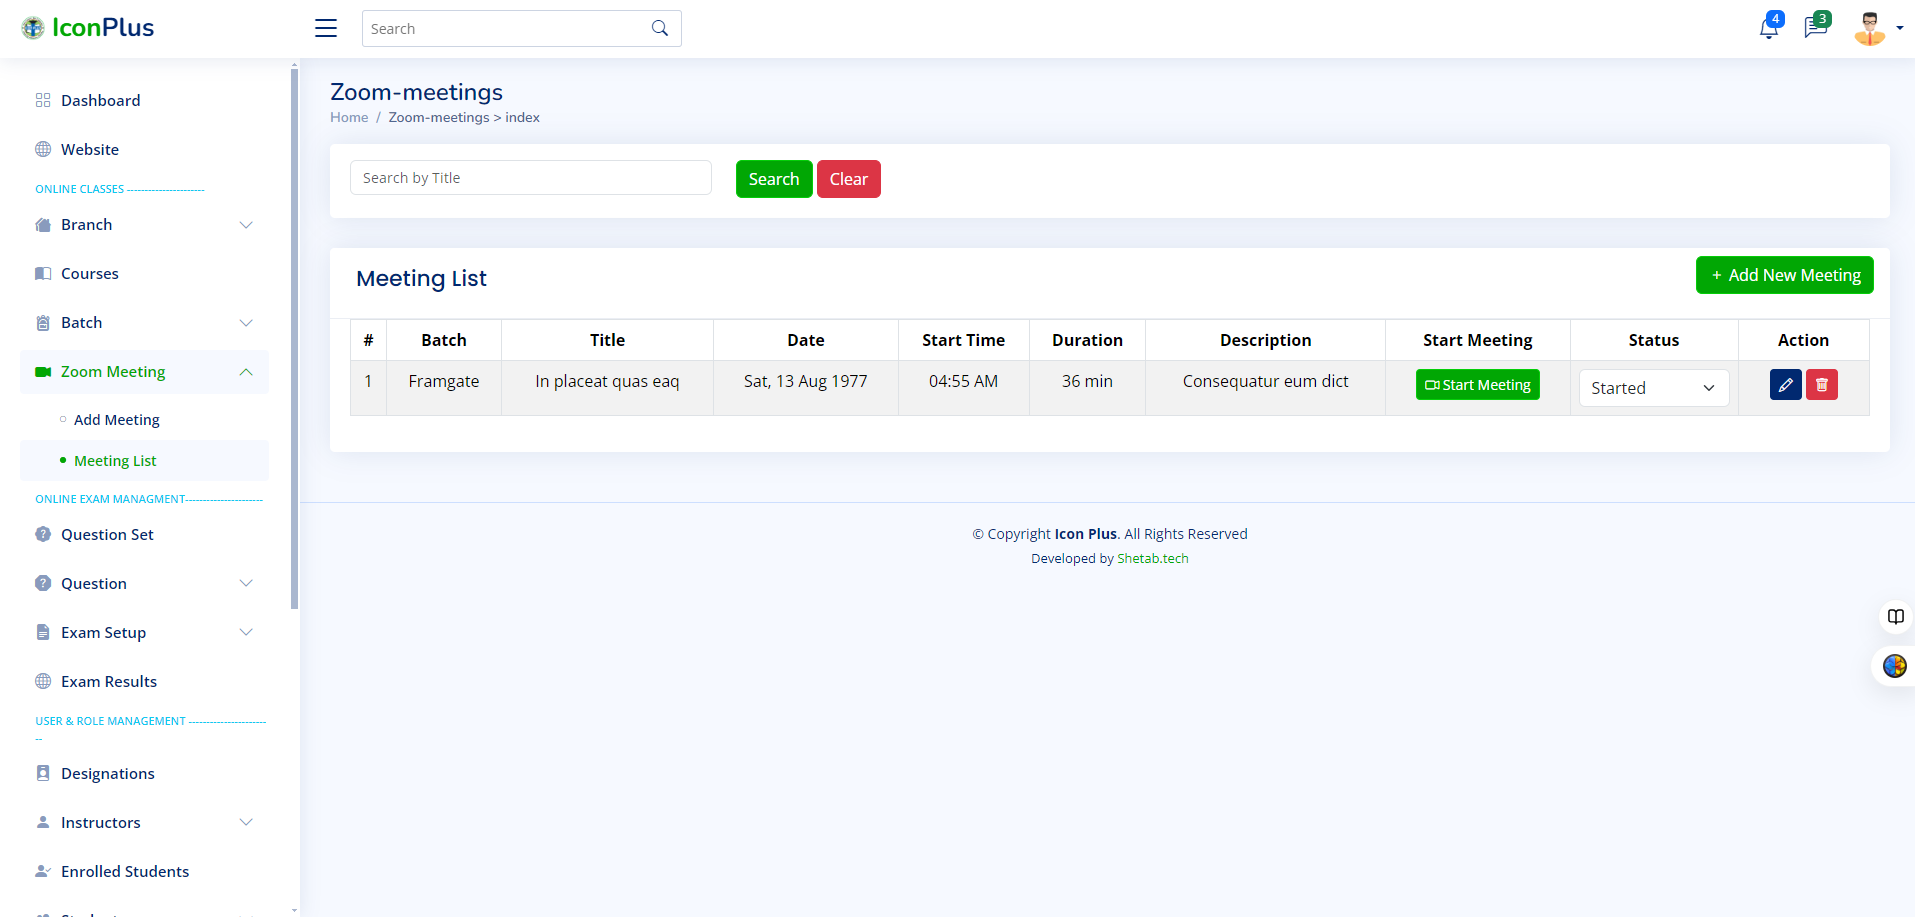 IconPlus
Search
4
3
Dashboard
Website
ONLINE CLASSES ----------------------
Branch
Courses
Batch
Zoom Meeting
Add Meeting
Meeting List
ONLINE EXAM MANAGMENT----------------------
Question Set
Question
Exam Setup
Exam Results
USER & ROLE MANAGEMENT ----------------------
--
Designations
Instructors
Enrolled Students
Zoom-meetings
Home / Zoom-meetings > index
Search by Title
Search
Clear
Meeting List
+ Add New Meeting
# Batch Title Date Start Time Duration Description Start Meeting Status Action
1 Framgate In placeat quas eaq Sat, 13 Aug 1977 04:55 AM 36 min Consequatur eum dict Start Meeting Started
© Copyright Icon Plus. All Rights Reserved
Developed by Shetab.tech